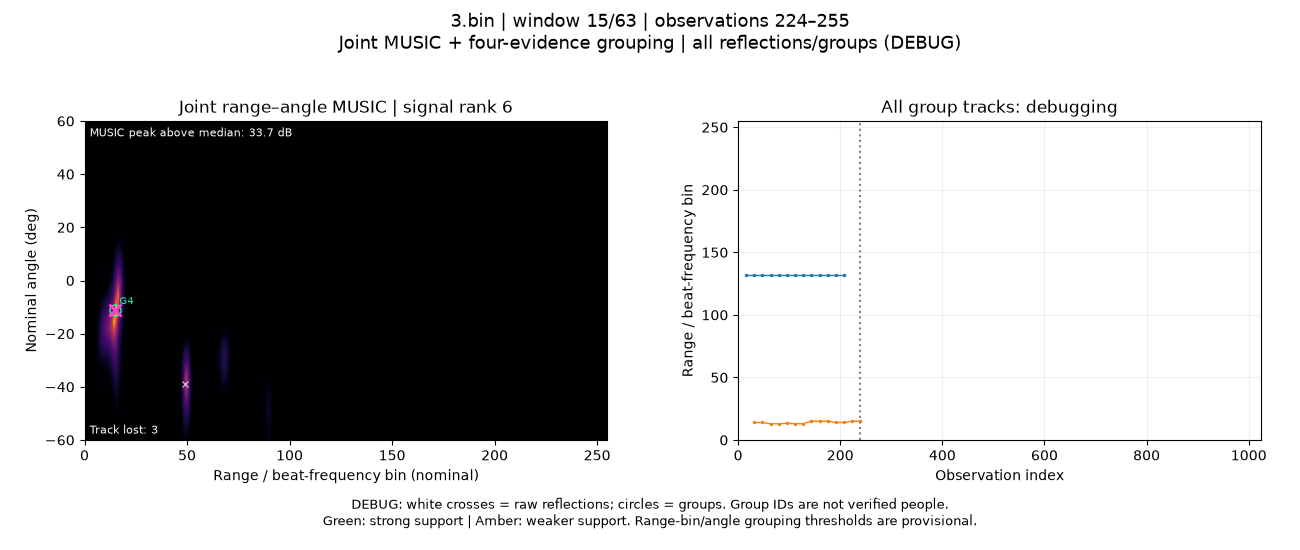 3.bin | window 15/63 | observations 224–255
Joint MUSIC + four-evidence grouping | all reflections/groups (DEBUG)
Joint range–angle MUSIC | signal rank 6
MUSIC peak above median: 33.7 dB
60
40
20
0
−20
−40
−60
Nominal angle (deg)
G4
Track lost: 3
0
50
100
150
200
250
Range / beat-frequency bin (nominal)
All group tracks: debugging
250
200
150
100
50
0
Range / beat-frequency bin
0
200
400
600
800
1000
Observation index
DEBUG: white crosses = raw reflections; circles = groups. Group IDs are not verified people.
Green: strong support | Amber: weaker support. Range-bin/angle grouping thresholds are provisional.